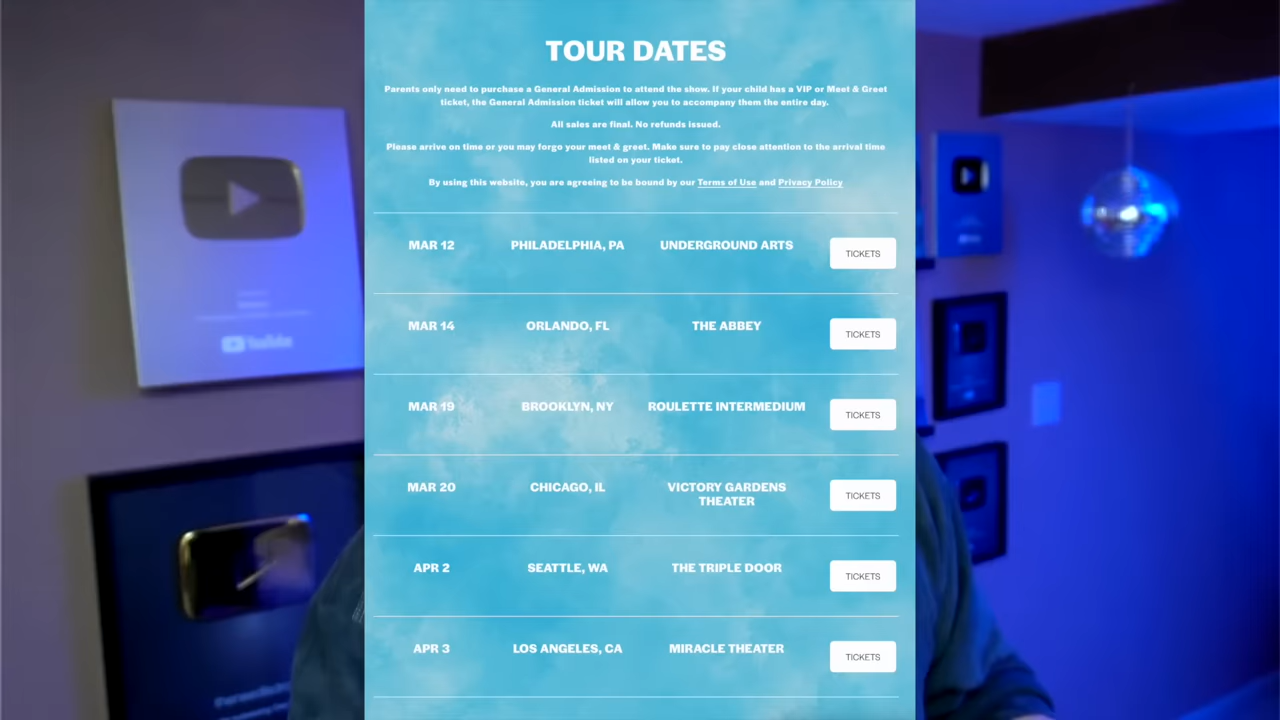 TOUR DATES
Parents only need to purchase a General Admission to attend the show. If your child has a VIP or Meet & Greet
ticket, the General Admission ticket will allow you to accompany them the entire day.
All sales are final. No refunds issued.
Please arrive on time or you may forgo your meet & greet. Make sure to pay close attention to the arrival time
listed on your ticket.
By using this website, you are agreeing to be bound by our Terms of Use and Privacy Policy
MAR 12 PHILADELPHIA, PA UNDERGROUND ARTS TICKETS
MAR 14 ORLANDO, FL THE ABBEY TICKETS
MAR 19 BROOKLYN, NY ROULETTE INTERMEDIUM TICKETS
MAR 20 CHICAGO, IL VICTORY GARDENS
THEATER TICKETS
APR 2 SEATTLE, WA THE TRIPLE DOOR TICKETS
APR 3 LOS ANGELES, CA MIRACLE THEATER TICKETS
YouTube